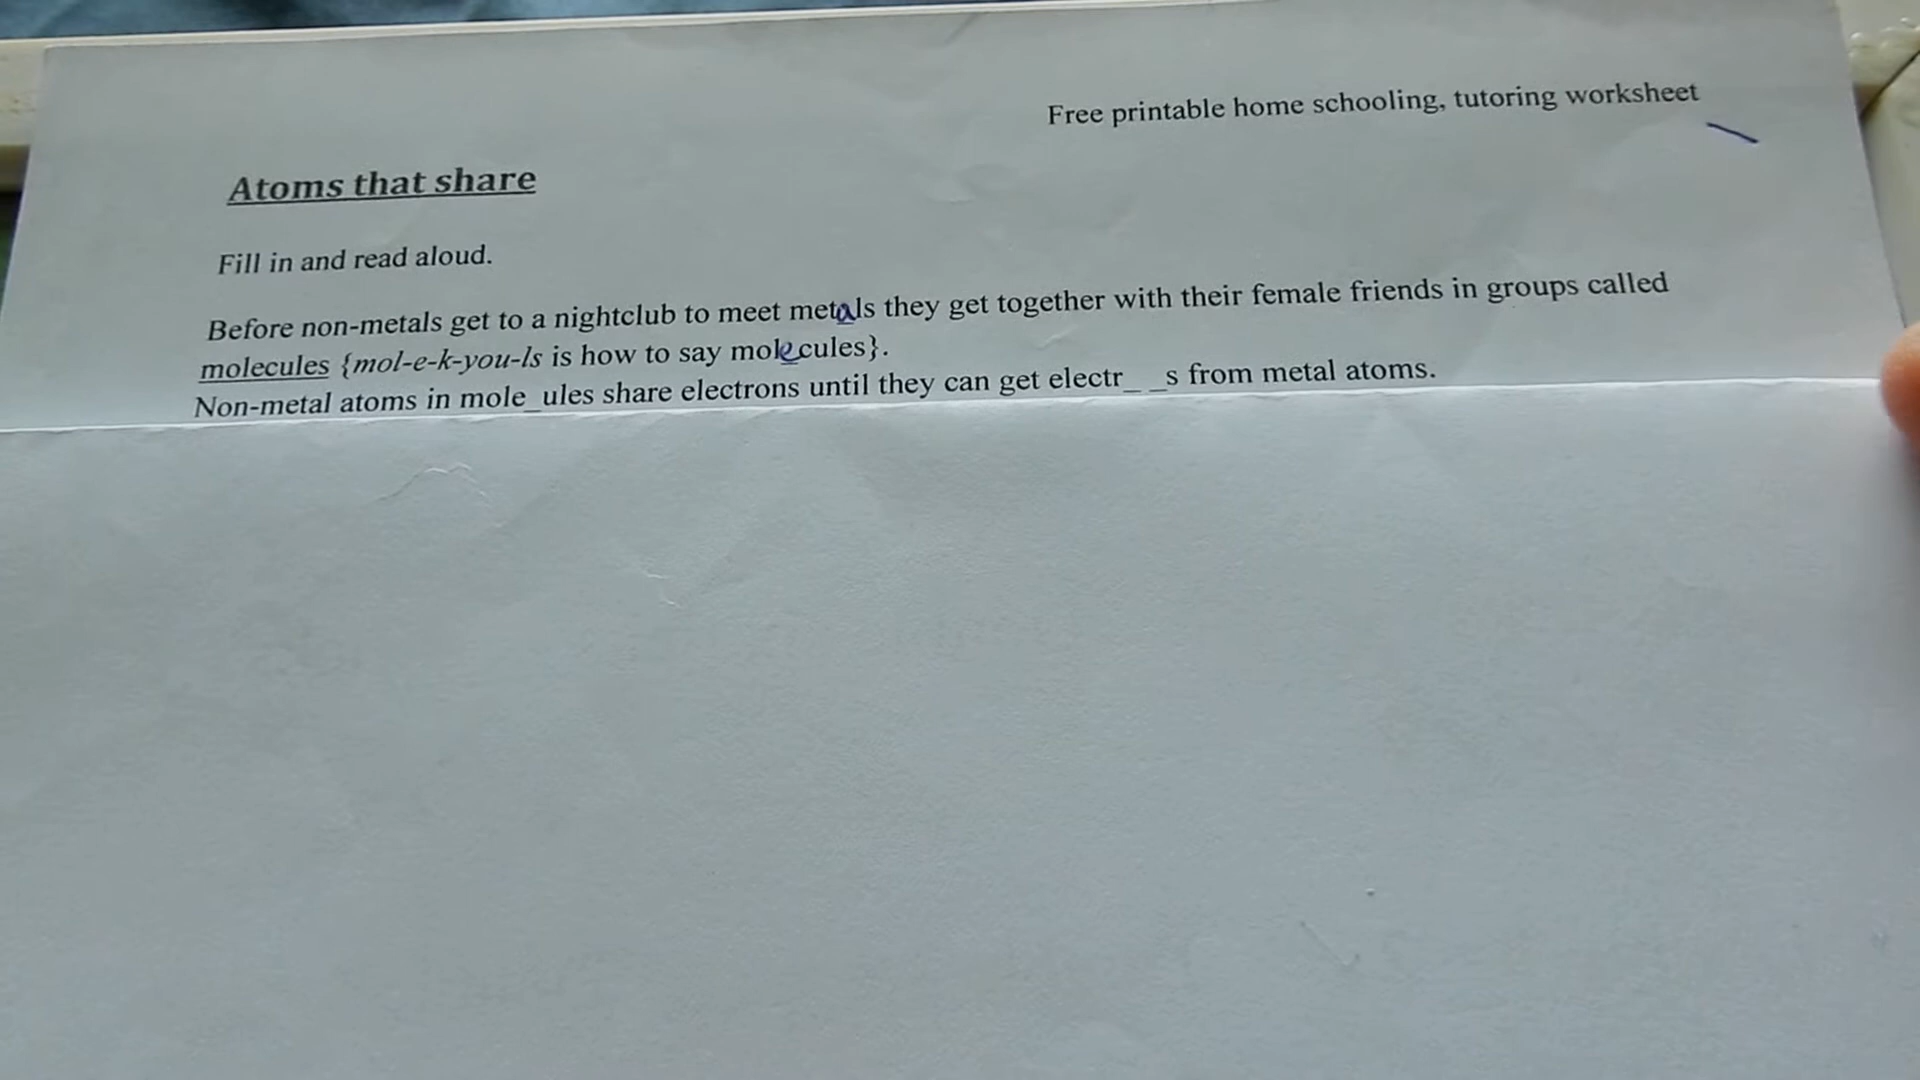 Free printable home schooling, tutoring worksheet
Atoms that share
Fill in and read aloud.
Before non-metals get to a nightclub to meet metals they get together with their female friends in groups called
molecules {mol-e-k-you-ls is how to say molecules}.
Non-metal atoms in mole_ules share electrons until they can get electr_ _s from metal atoms.